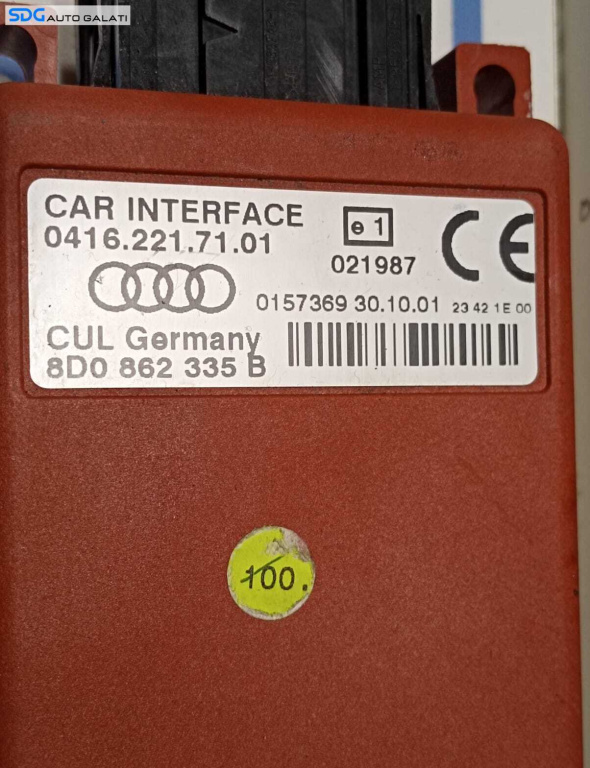 SDG AUTO GALATI
CAR INTERFACE
0416.221.71.01
e 1
021987
CE
0157369 30.10.01 23 42 1E 00
CUL Germany
8D0 862 335 B
100.